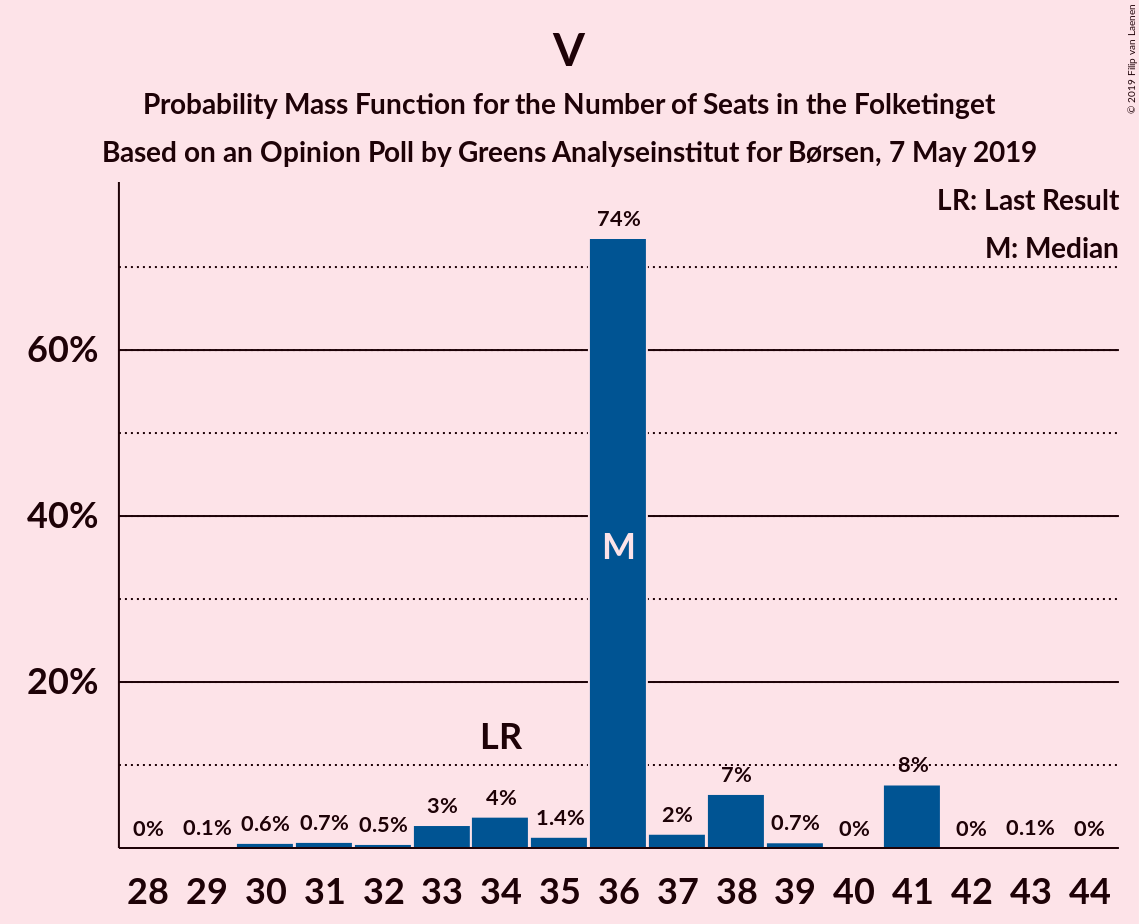 V
Probability Mass Function for the Number of Seats in the Folketinget
Based on an Opinion Poll by Greens Analyseinstitut for Børsen, 7 May 2019
© 2019 Filip van Laenen
LR: Last Result
M: Median
60%
40%
20%
0% 0.1% 0.6% 0.7% 0.5% 3% 4% 1.4% 74% 2% 7% 0.7% 0% 8% 0% 0.1% 0%
LR
M
28 29 30 31 32 33 34 35 36 37 38 39 40 41 42 43 44